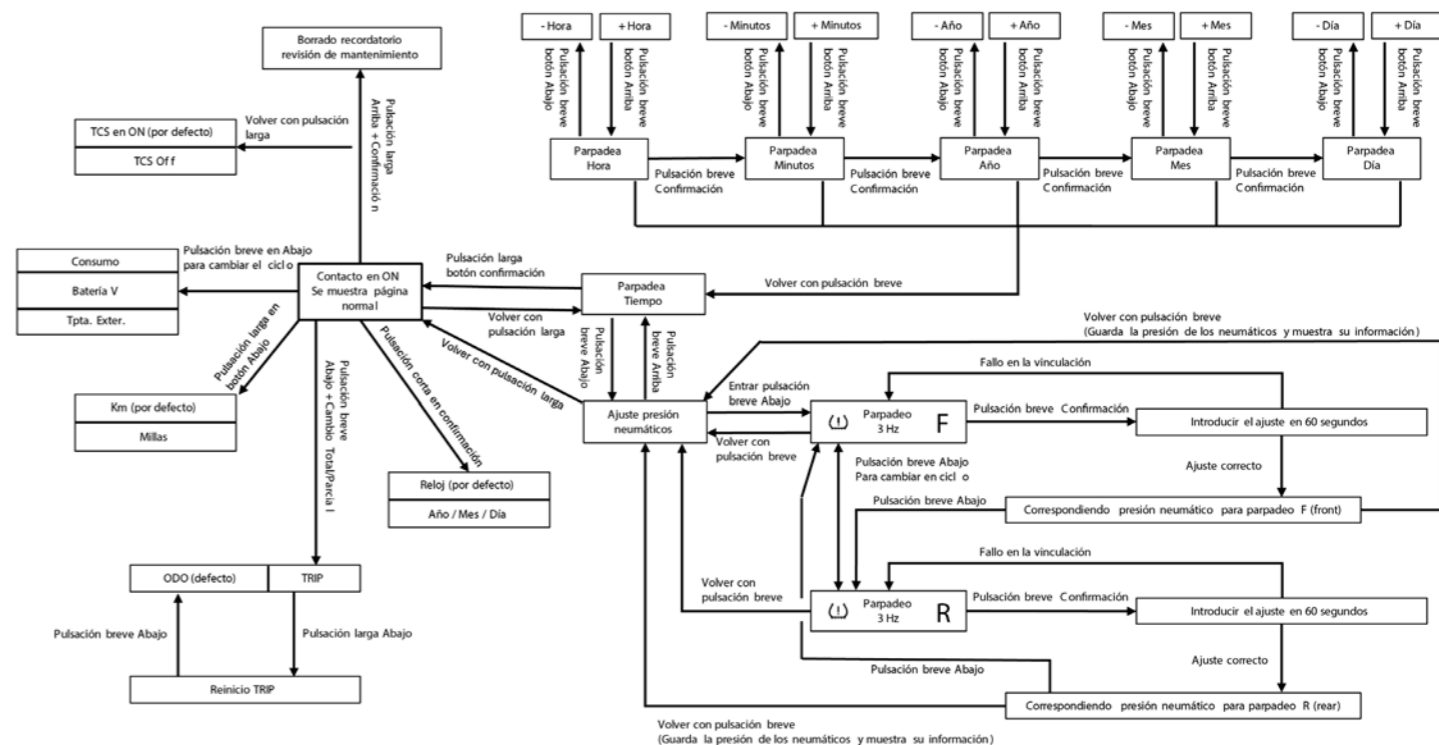 - Hora
+ Hora
- Minutos
+ Minutos
- Año
+ Año
- Mes
+ Mes
- Día
+ Día
Borrado recordatorio
revisión de mantenimiento
Pulsación breve
botón Abajo
Pulsación breve
botón Arriba
Pulsación breve
botón Abajo
Pulsación breve
botón Arriba
Pulsación breve
botón Abajo
Pulsación breve
botón Arriba
Pulsación breve
botón Abajo
Pulsación breve
botón Arriba
Pulsación breve
botón Abajo
Pulsación breve
botón Arriba
Pulsación larga
Arriba + Confirmación
TCS en ON (por defecto)
TCS Off
Volver con pulsación
larga
Parpadea
Hora
Parpadea
Minutos
Parpadea
Año
Parpadea
Mes
Parpadea
Día
Pulsación breve
Confirmación
Pulsación breve
Confirmación
Pulsación breve
Confirmación
Pulsación breve
Confirmación
Consumo
Batería V
Tpta. Exter.
Pulsación breve en Abajo
para cambiar el ciclo
Contacto en ON
Se muestra página
normal
Pulsación larga
botón confirmación
Volver con
pulsación larga
Parpadea
Tiempo
Volver con pulsación breve
Pulsación larga en
botón Abajo
Pulsación breve
Abajo + Cambio Total/Parcial
Pulsación corta en confirmación
Volver con pulsación larga
Pulsación
breve Abajo
Pulsación
breve Arriba
Volver con pulsación breve
(Guarda la presión de los neumáticos y muestra su información)
Km (por defecto)
Millas
Ajuste presión
neumáticos
Entrar pulsación
breve Abajo
Volver con
pulsación breve
Parpadeo
3 Hz
F
Fallo en la vinculación
Pulsación breve Confirmación
Introducir el ajuste en 60 segundos
Ajuste correcto
Reloj (por defecto)
Año / Mes / Día
Pulsación breve Abajo
Para cambiar en ciclo
Pulsación breve Abajo
Correspondiendo presión neumático para parpadeo F (front)
ODO (defecto)
TRIP
Pulsación breve Abajo
Pulsación larga Abajo
Reinicio TRIP
Volver con
pulsación breve
Parpadeo
3 Hz
R
Fallo en la vinculación
Pulsación breve Confirmación
Introducir el ajuste en 60 segundos
Ajuste correcto
Pulsación breve Abajo
Correspondiendo presión neumático para parpadeo R (rear)
Volver con pulsación breve
(Guarda la presión de los neumáticos y muestra su información)